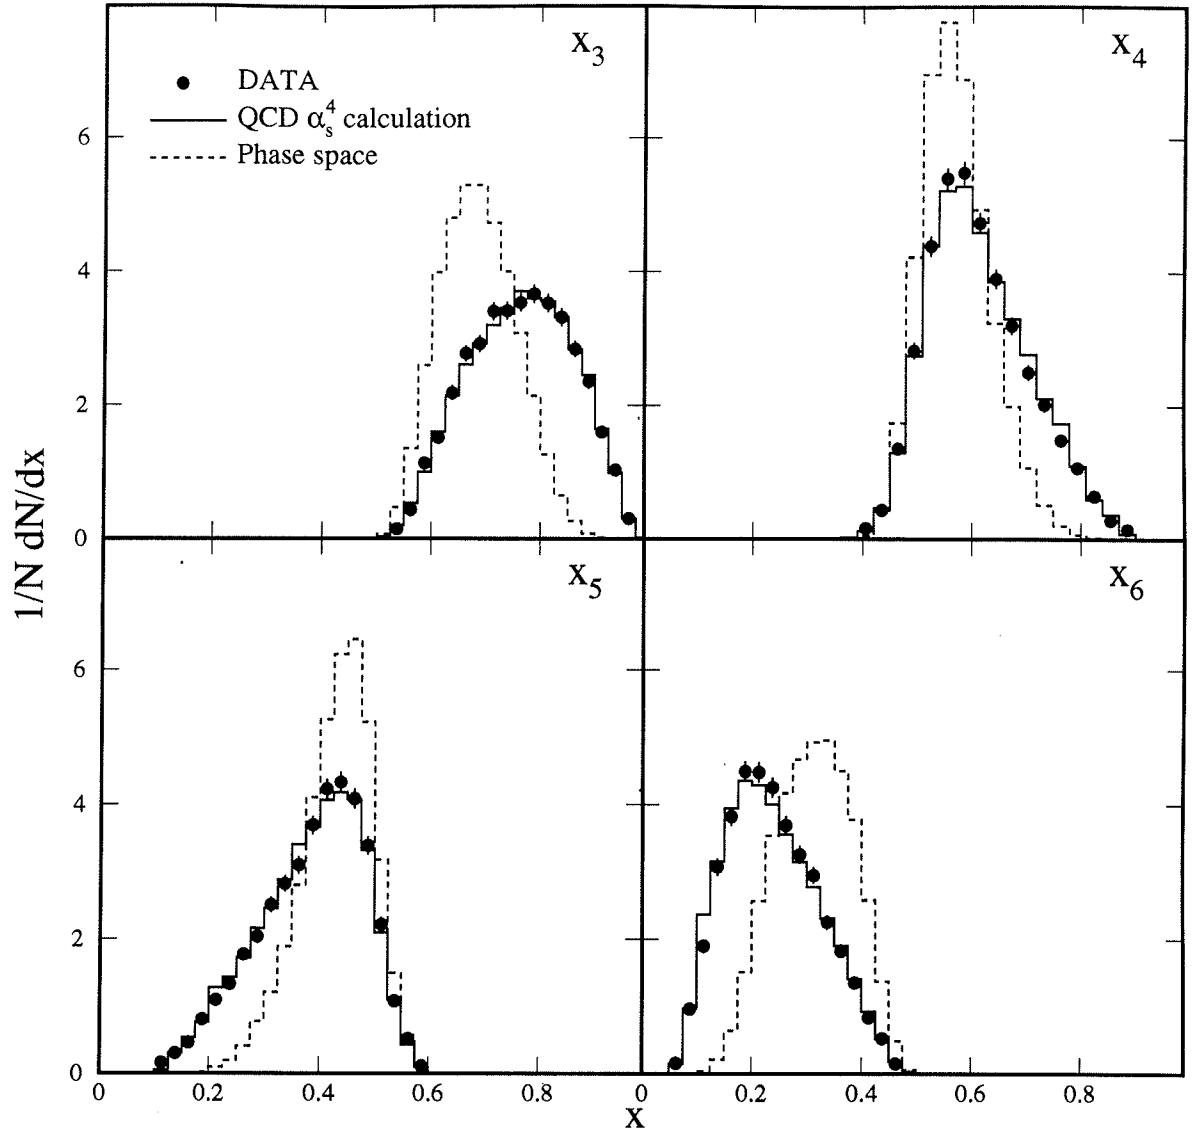 X₃
DATA
QCD αₛ⁴ calculation
Phase space
X₄
6
4
2
0
1/N dN/dx
X₅
X₆
6
4
2
0
0 0.2 0.4 0.6 0.8 0 0.2 0.4 0.6 0.8
X